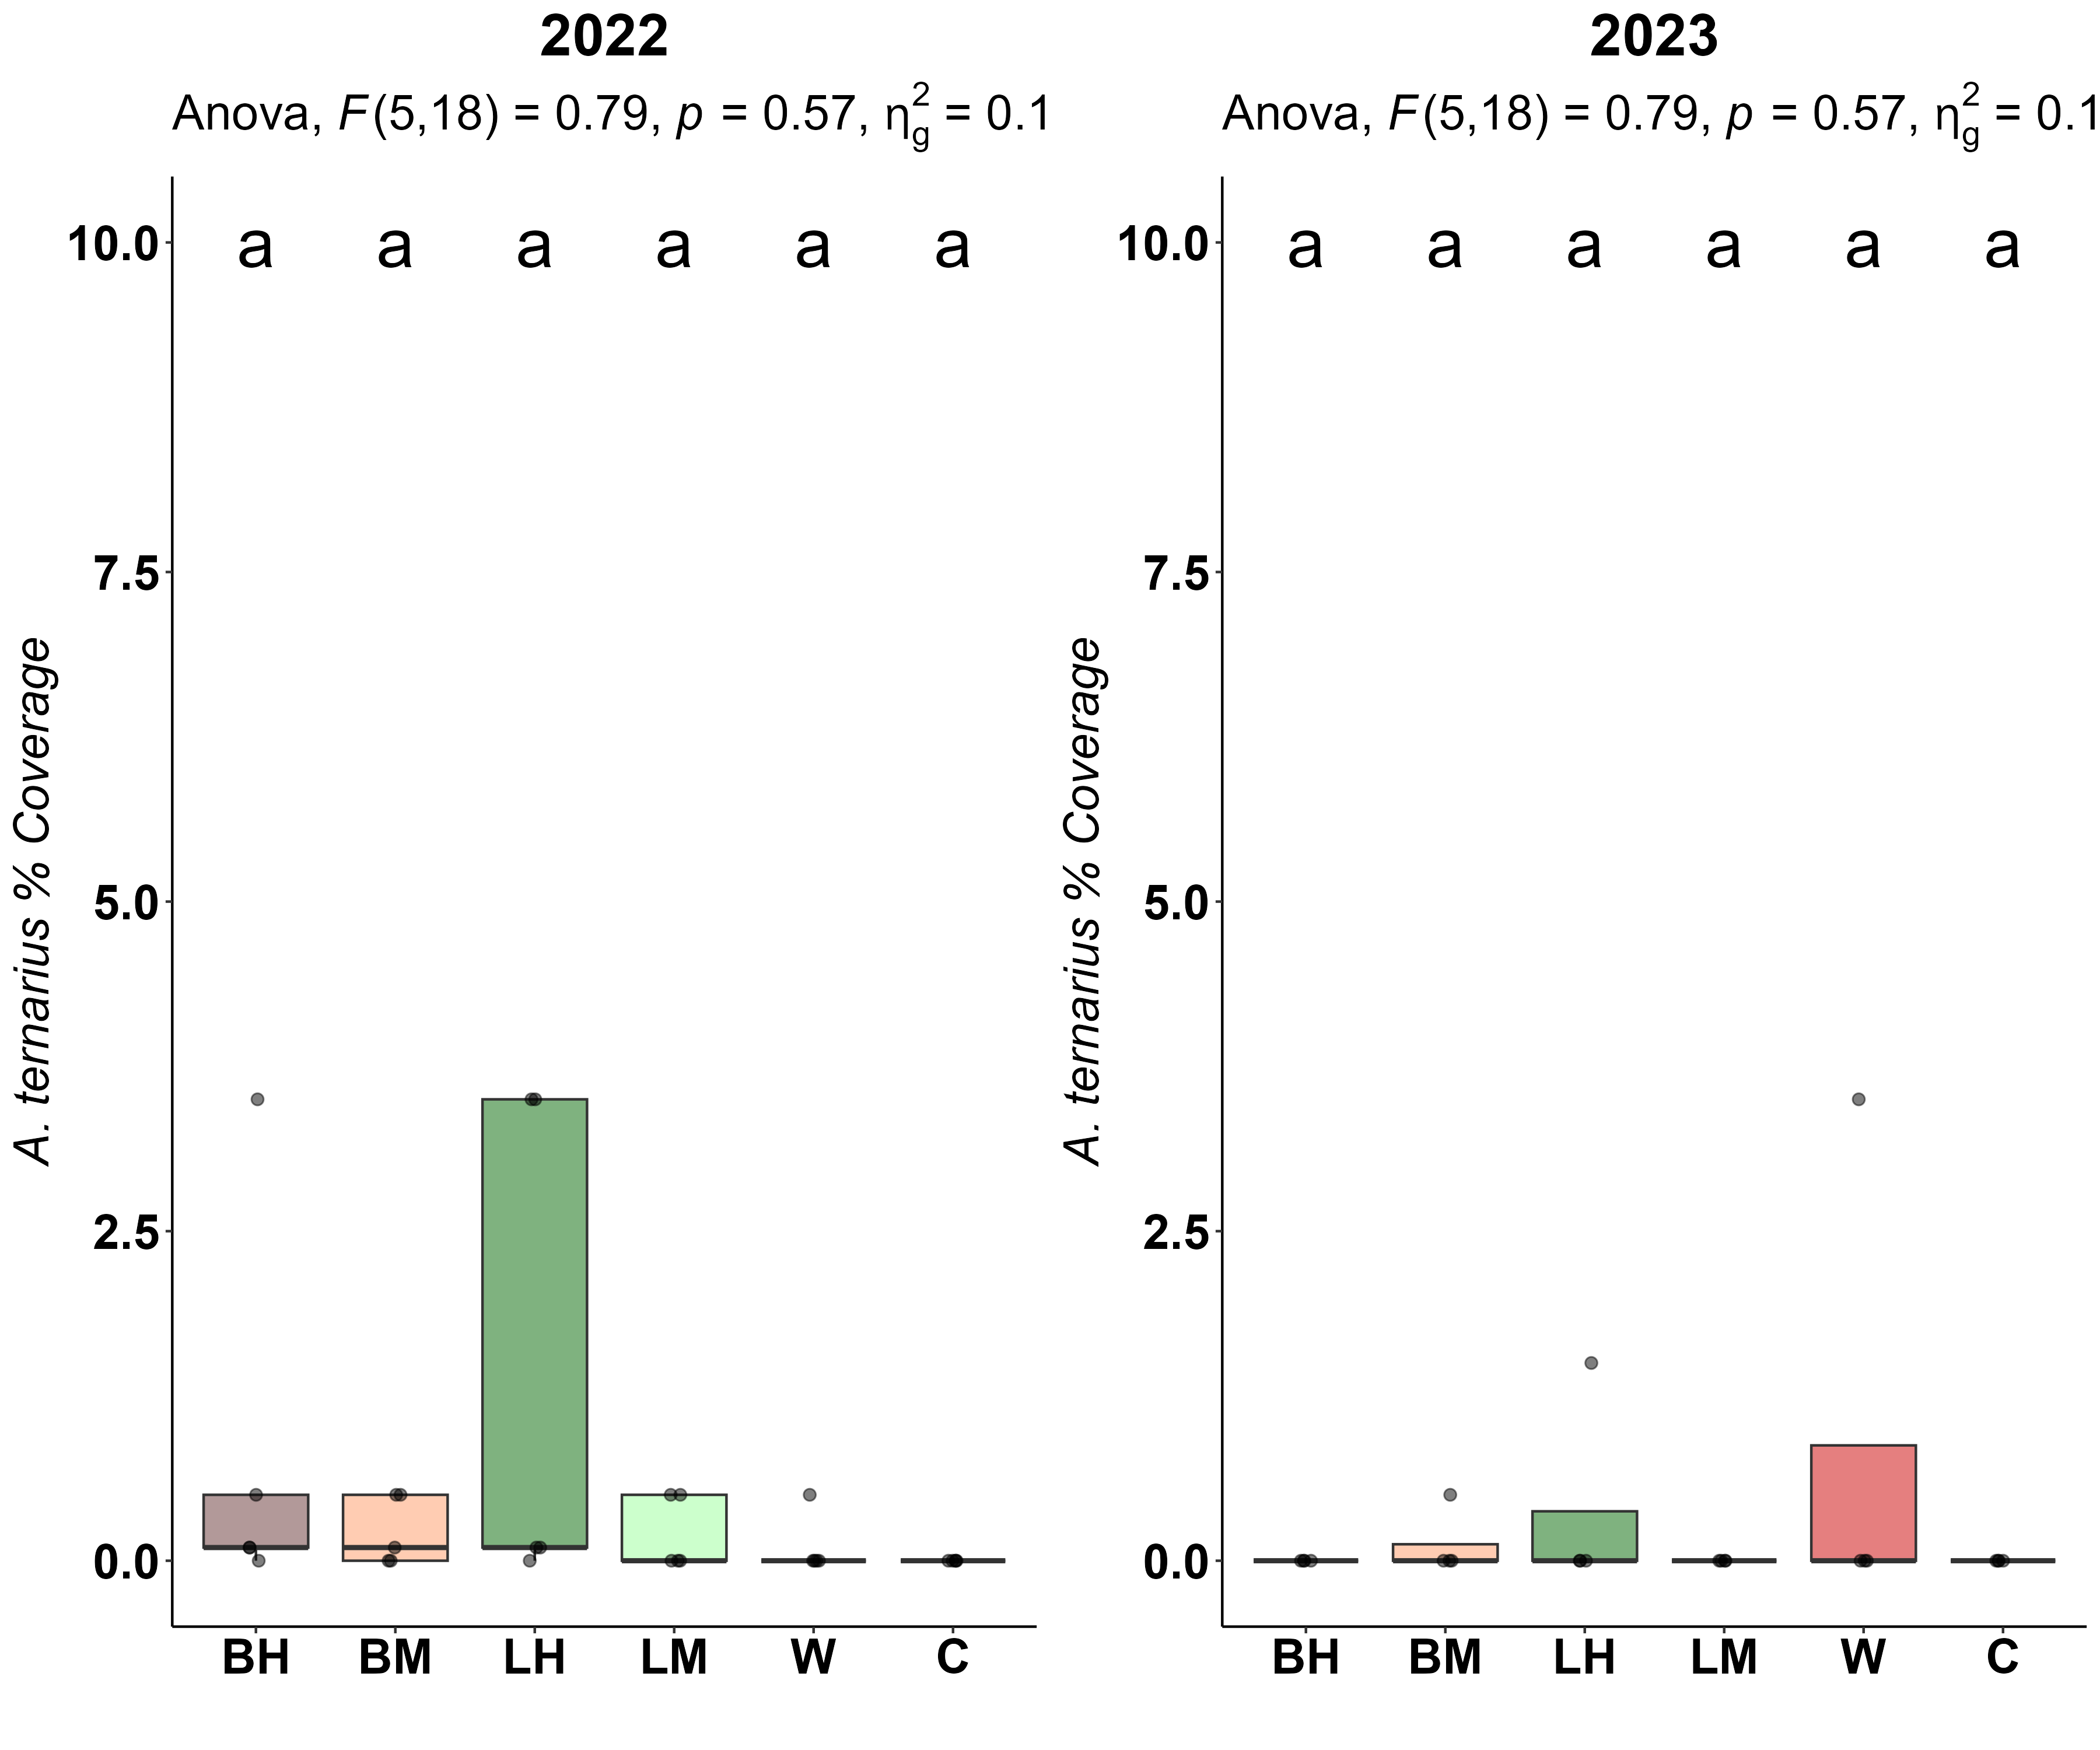 2022
Anova, F(5,18) = 0.79, p = 0.57, η²g = 0.1
10.0
a a a a a a
7.5
5.0
2.5
0.0
A. ternarius % Coverage
BH BM LH LM W C
2023
Anova, F(5,18) = 0.79, p = 0.57, η²g = 0.1
10.0
a a a a a a
7.5
5.0
2.5
0.0
A. ternarius % Coverage
BH BM LH LM W C